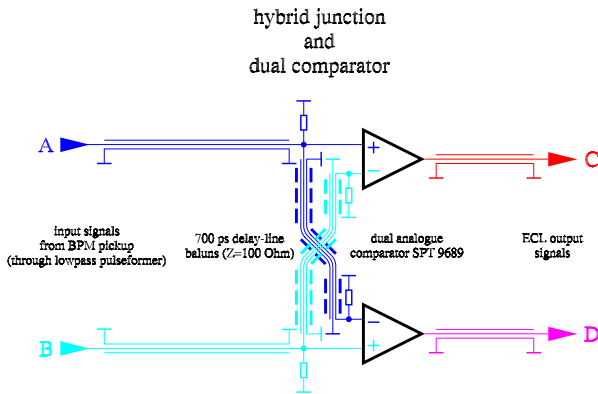 hybrid junction
and
dual comparator
A
+
−
C
input signals
from BPM pickup
(through lowpass pulseformer)
700 ps delay-line
baluns (Z=100 Ohm)
dual analogue
comparator SPT 9689
ECL output
signals
B
−
+
D